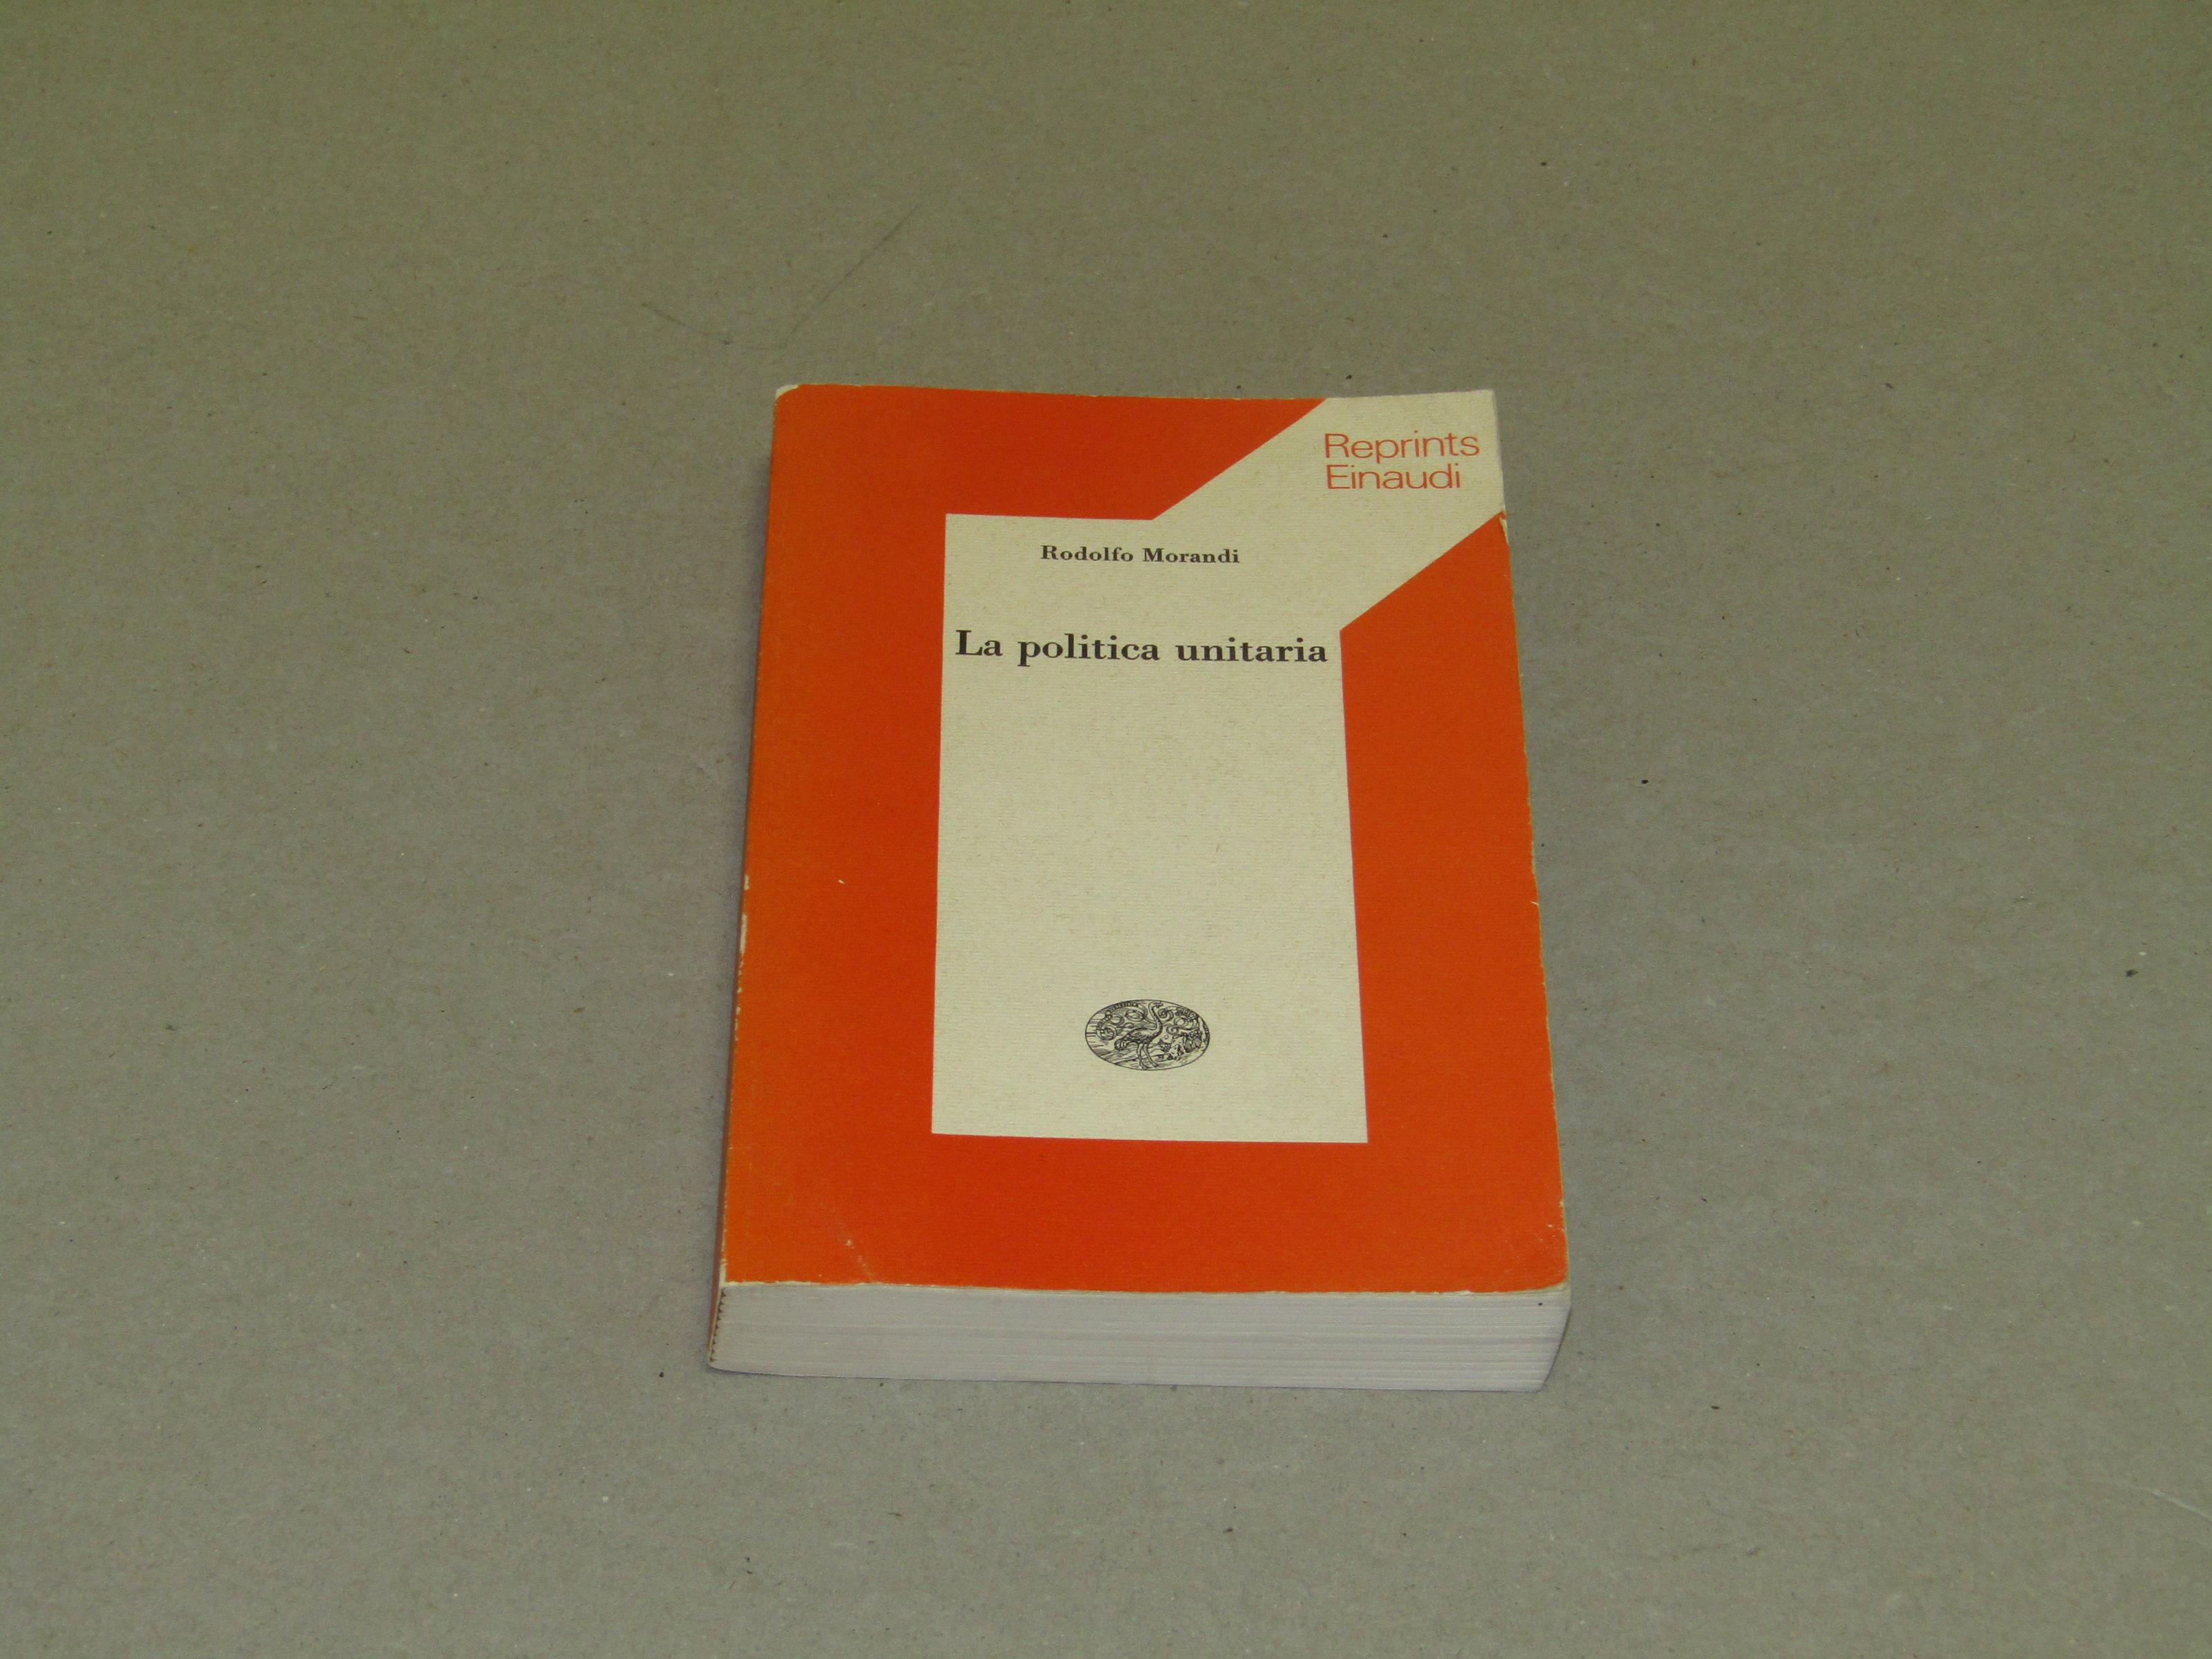 Reprints
Einaudi
Rodolfo Morandi
La politica unitaria